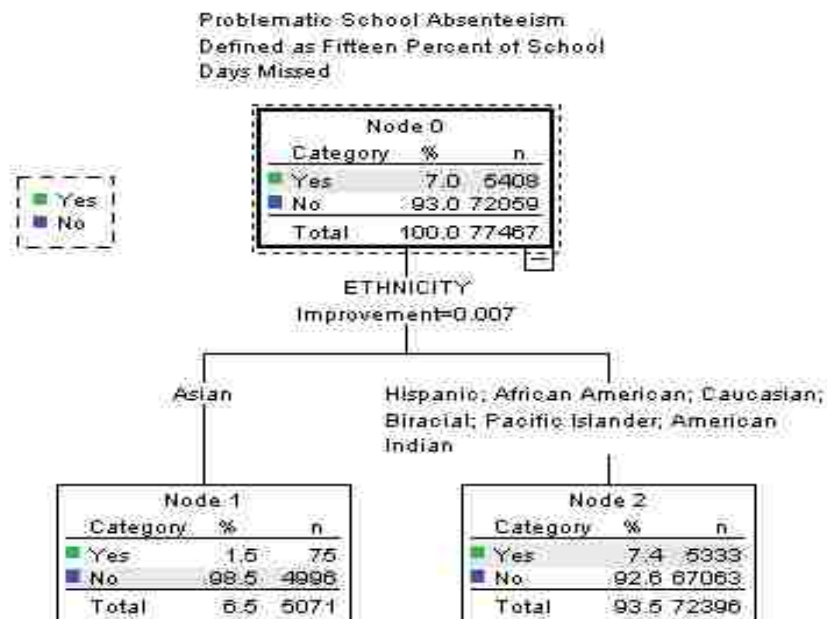 Problematic School Absenteeism
Defined as Fifteen Percent of School
Days Missed
Yes
No
Node 0
Category % n
Yes 7.0 5408
No 93.0 72059
Total 100.0 77467
ETHNICITY
Improvement=0.007
Asian
Hispanic; African American; Caucasian;
Biracial; Pacific Islander; American
Indian
Node 1
Category % n
Yes 1.5 75
No 98.5 4996
Total 6.5 5071
Node 2
Category % n
Yes 7.4 5333
No 92.6 67063
Total 93.5 72396